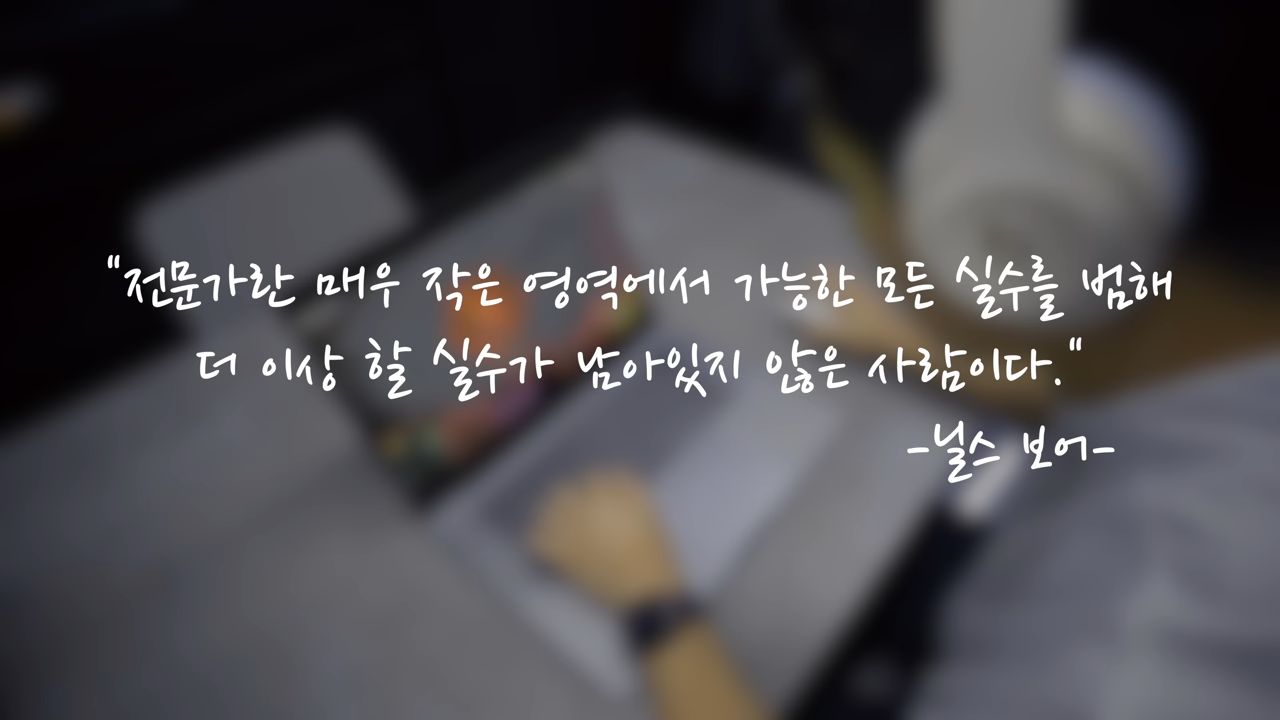 "전문가란 매우 작은 영역에서 가능한 모든 실수를 범해
더 이상 할 실수가 남아있지 않은 사람이다."
-닐스 보어-